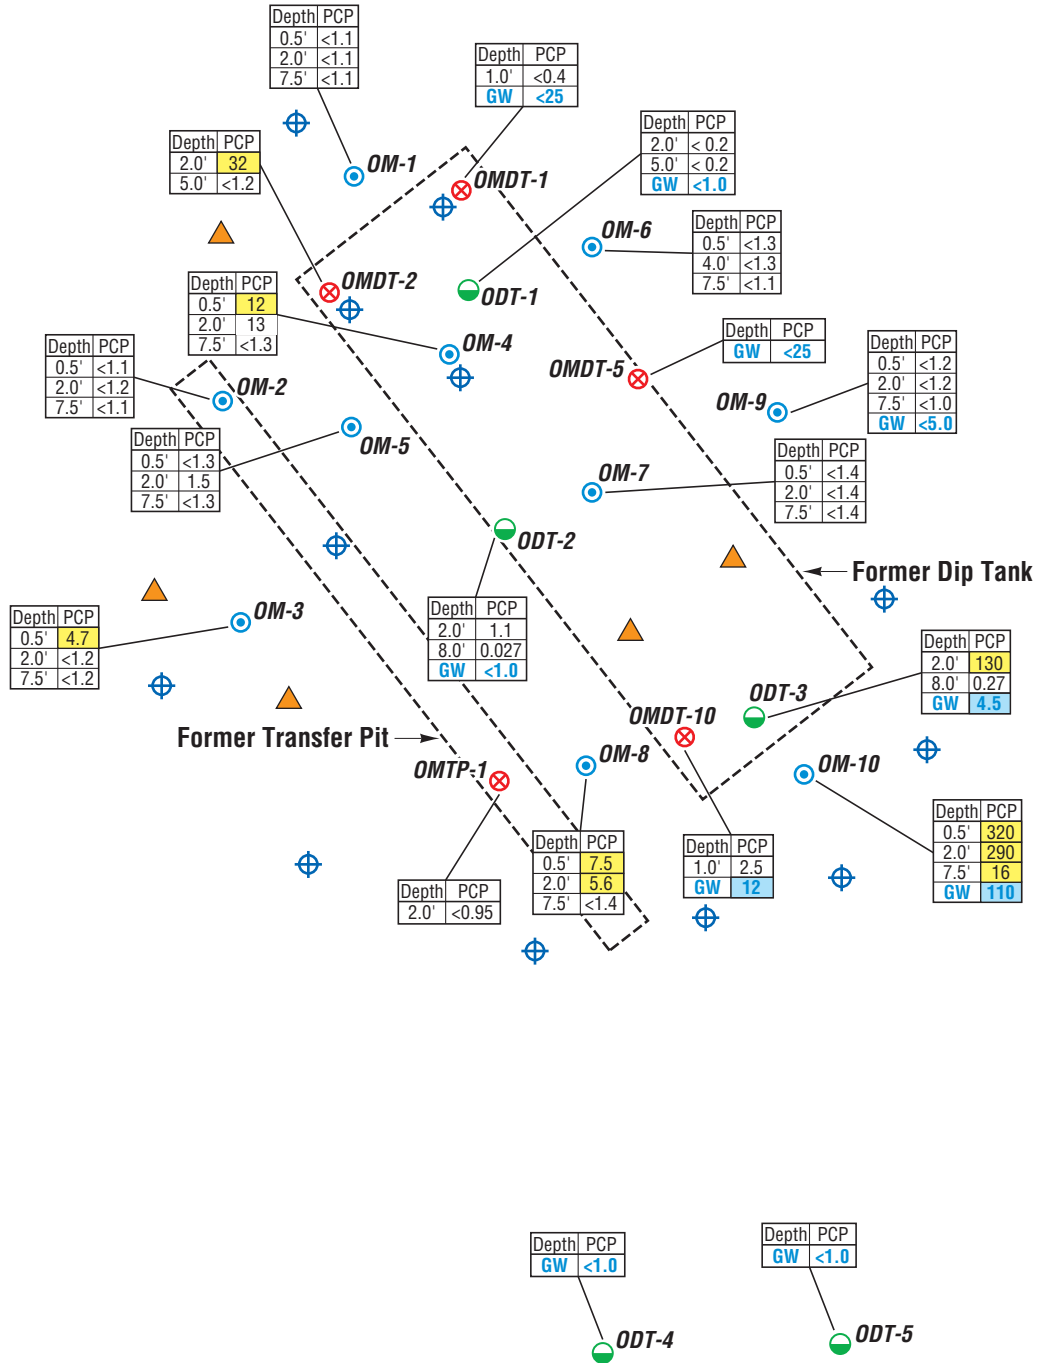 Depth PCP
0.5' <1.1
2.0' <1.1
7.5' <1.1
OM-1
Depth PCP
1.0' <0.4
GW <25
OMDT-1
Depth PCP
2.0' < 0.2
5.0' < 0.2
GW <1.0
ODT-1
Depth PCP
2.0' 32
5.0' <1.2
OMDT-2
OM-6
Depth PCP
0.5' <1.3
4.0' <1.3
7.5' <1.1
Depth PCP
0.5' 12
2.0' 13
7.5' <1.3
OM-4
Depth PCP
GW <25
OMDT-5
Depth PCP
0.5' <1.1
2.0' <1.2
7.5' <1.1
OM-2
Depth PCP
0.5' <1.2
2.0' <1.2
7.5' <1.0
GW <5.0
OM-9
Depth PCP
0.5' <1.3
2.0' 1.5
7.5' <1.3
OM-5
Depth PCP
0.5' <1.4
2.0' <1.4
7.5' <1.4
OM-7
ODT-2
Depth PCP
2.0' 1.1
8.0' 0.027
GW <1.0
Former Dip Tank
Depth PCP
0.5' 4.7
2.0' <1.2
7.5' <1.2
OM-3
Depth PCP
2.0' 130
8.0' 0.27
GW 4.5
ODT-3
OMDT-10
Former Transfer Pit
OMTP-1
OM-8
OM-10
Depth PCP
0.5' 320
2.0' 290
7.5' 16
GW 110
Depth PCP
0.5' 7.5
2.0' 5.6
7.5' <1.4
Depth PCP
1.0' 2.5
GW 12
Depth PCP
2.0' <0.95
Depth PCP
GW <1.0
ODT-4
Depth PCP
GW <1.0
ODT-5